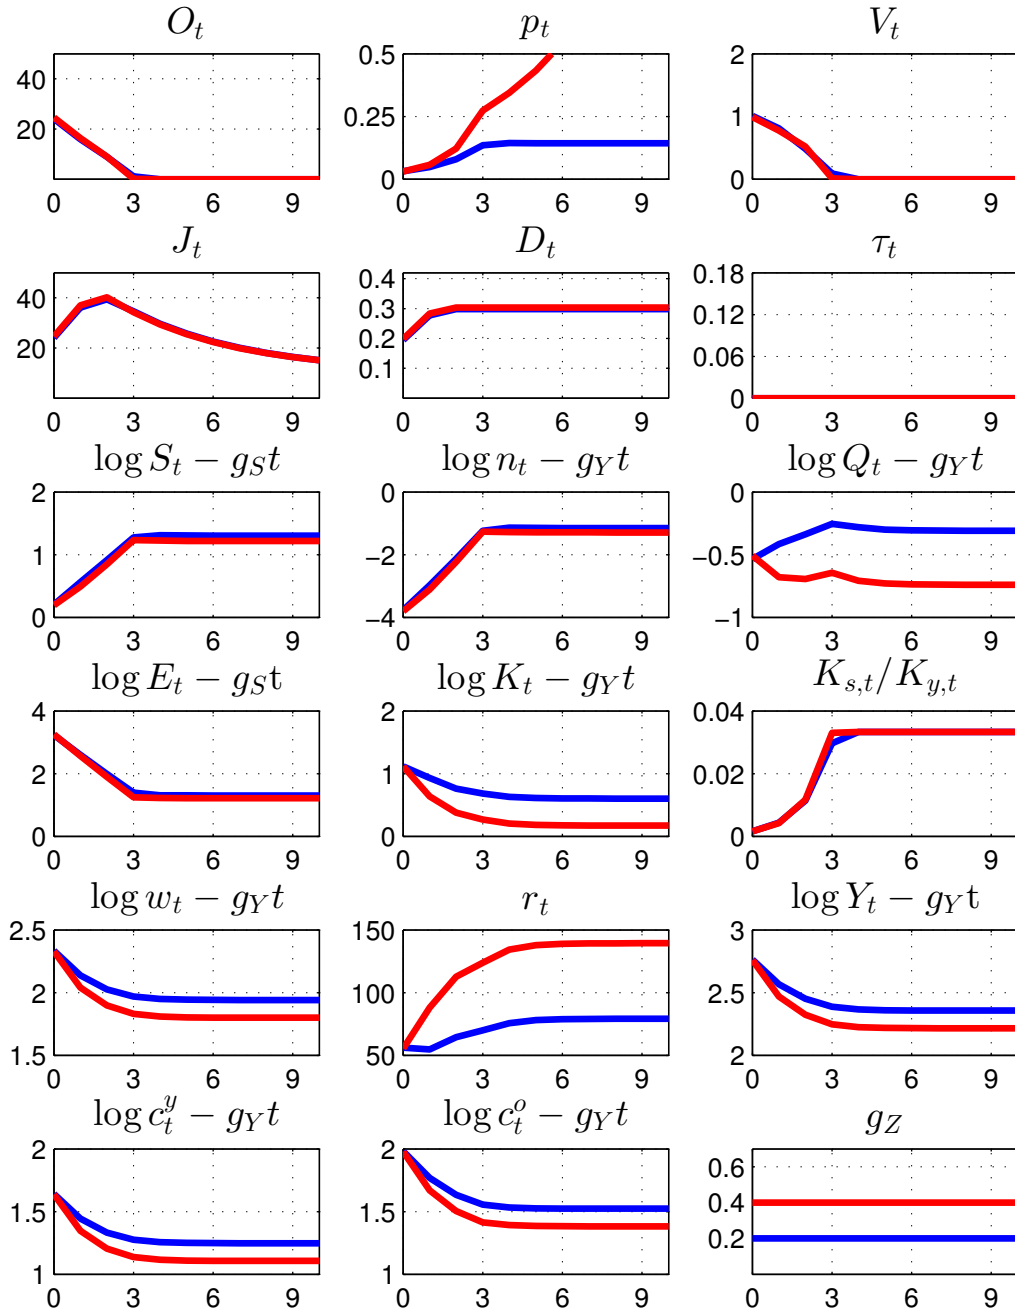 O_t p_t V_t
40 0.5 2
20 0.25 1
0 0
0 3 6 9 0 3 6 9 0 3 6 9
J_t D_t τ_t
40 0.4 0.18
20 0.3 0.12
0.2 0.06
0.1 0
0 3 6 9 0 3 6 9 0 3 6 9
log S_t − g_S t log n_t − g_Y t log Q_t − g_Y t
2 0 0
1 −2 −0.5
0 −4 −1
0 3 6 9 0 3 6 9 0 3 6 9
log E_t − g_S t log K_t − g_Y t K_{s,t}/K_{y,t}
4 2 0.04
2 1 0.02
0 0 0
0 3 6 9 0 3 6 9 0 3 6 9
log w_t − g_Y t r_t log Y_t − g_Y t
2.5 150 3
2 100 2.5
1.5 50 2
0 3 6 9 0 3 6 9 0 3 6 9
log c_t^y − g_Y t log c_t^o − g_Y t g_Z
2 2 0.6
1.5 1.5 0.4
1 1 0.2
0 3 6 9 0 3 6 9 0 3 6 9